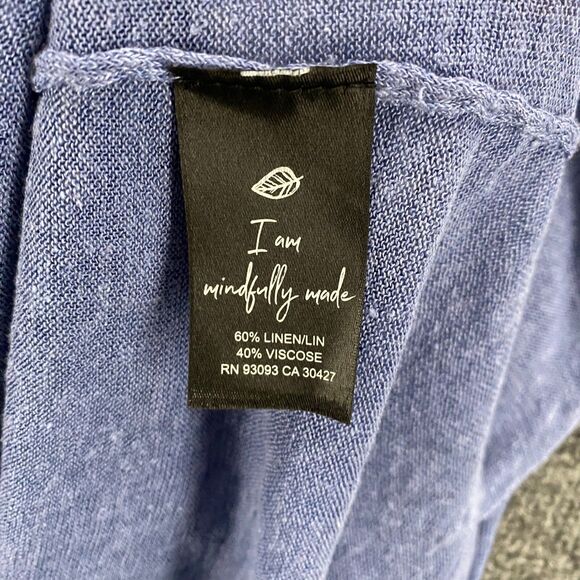 I am
mindfully made
60% LINEN/LIN
40% VISCOSE
RN 93093 CA 30427